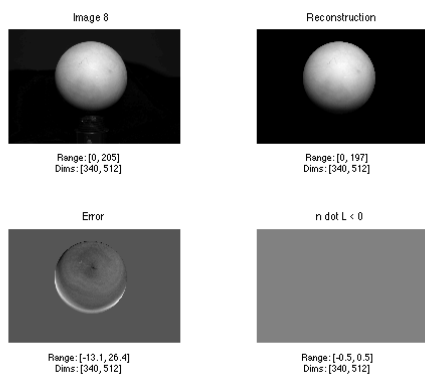 Image 8
Range: [0, 205]
Dims: [340, 512]
Reconstruction
Range: [0, 197]
Dims: [340, 512]
Error
Range: [-13.1, 26.4]
Dims: [340, 512]
n dot L < 0
Range: [-0.5, 0.5]
Dims: [340, 512]